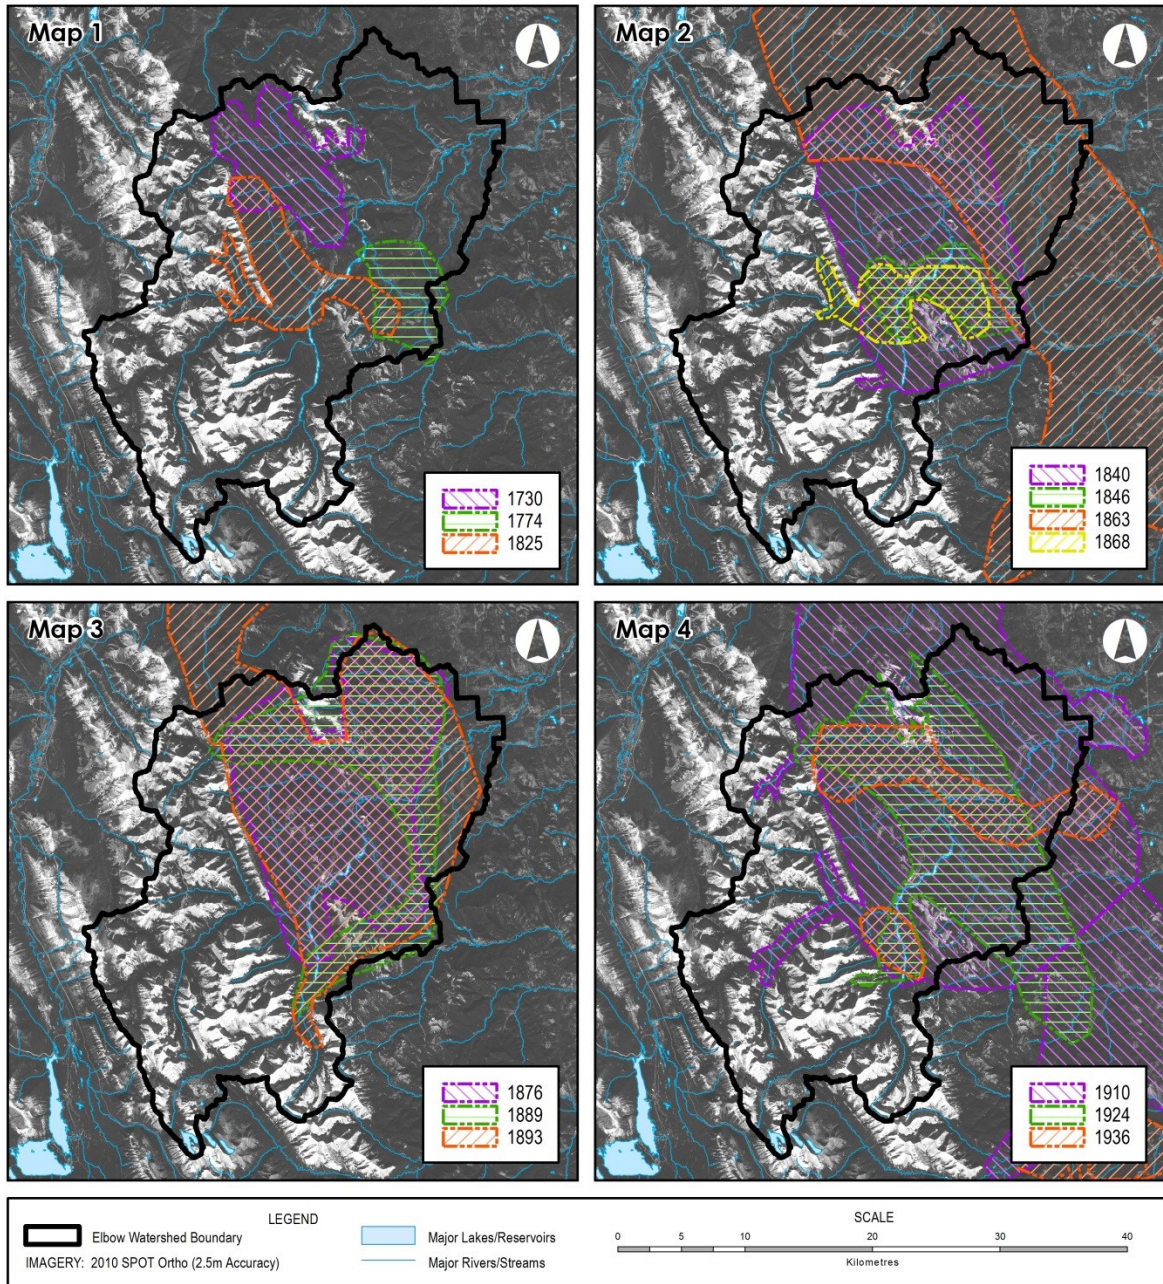 Map 1
1730
1774
1825
Map 2
1840
1846
1863
1868
Map 3
1876
1889
1893
Map 4
1910
1924
1936
LEGEND
Elbow Watershed Boundary
Major Lakes/Reservoirs
IMAGERY: 2010 SPOT Ortho (2.5m Accuracy)
Major Rivers/Streams
SCALE
0 5 10 20 30 40
Kilometres